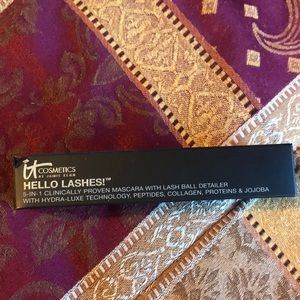 it
COSMETICS
BY JAMIE KERN
HELLO LASHES!™
5-IN-1 CLINICALLY PROVEN MASCARA WITH LASH BALL DETAILER
WITH HYDRA-LUXE TECHNOLOGY, PEPTIDES, COLLAGEN, PROTEINS & JOJOBA